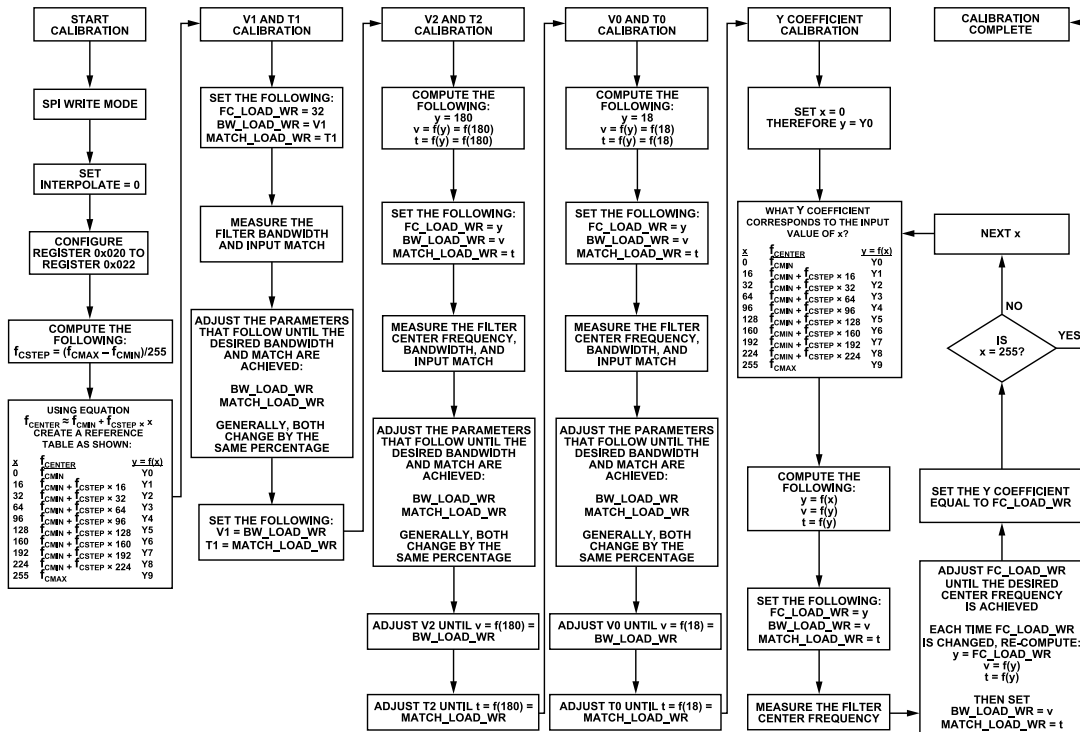 START
CALIBRATION
SPI WRITE MODE
SET
INTERPOLATE = 0
CONFIGURE
REGISTER 0x020 TO
REGISTER 0x022
COMPUTE THE
FOLLOWING:
fCSTEP = (fCMAX – fCMIN)/255
USING EQUATION
fCENTER ≈ fCMIN + fCSTEP × x
CREATE A REFERENCE
TABLE AS SHOWN:
x fCENTER y = f(x)
0 fCMIN Y0
16 fCMIN + fCSTEP × 16 Y1
32 fCMIN + fCSTEP × 32 Y2
64 fCMIN + fCSTEP × 64 Y3
96 fCMIN + fCSTEP × 96 Y4
128 fCMIN + fCSTEP × 128 Y5
160 fCMIN + fCSTEP × 160 Y6
192 fCMIN + fCSTEP × 192 Y7
224 fCMIN + fCSTEP × 224 Y8
255 fCMAX Y9
V1 AND T1
CALIBRATION
SET THE FOLLOWING:
FC_LOAD_WR = 32
BW_LOAD_WR = V1
MATCH_LOAD_WR = T1
MEASURE THE
FILTER BANDWIDTH
AND INPUT MATCH
ADJUST THE PARAMETERS
THAT FOLLOW UNTIL THE
DESIRED BANDWIDTH
AND MATCH ARE
ACHIEVED:
BW_LOAD_WR
MATCH_LOAD_WR
GENERALLY, BOTH
CHANGE BY THE
SAME PERCENTAGE
SET THE FOLLOWING:
V1 = BW_LOAD_WR
T1 = MATCH_LOAD_WR
V2 AND T2
CALIBRATION
COMPUTE THE
FOLLOWING:
y = 180
v = f(y) = f(180)
t = f(y) = f(180)
SET THE FOLLOWING:
FC_LOAD_WR = y
BW_LOAD_WR = v
MATCH_LOAD_WR = t
MEASURE THE FILTER
CENTER FREQUENCY,
BANDWIDTH, AND
INPUT MATCH
ADJUST THE PARAMETERS
THAT FOLLOW UNTIL THE
DESIRED BANDWIDTH
AND MATCH ARE
ACHIEVED:
BW_LOAD_WR
MATCH_LOAD_WR
GENERALLY, BOTH
CHANGE BY THE
SAME PERCENTAGE
ADJUST V2 UNTIL v = f(180) =
BW_LOAD_WR
ADJUST T2 UNTIL t = f(180) =
MATCH_LOAD_WR
V0 AND T0
CALIBRATION
COMPUTE THE
FOLLOWING:
y = 18
v = f(y) = f(18)
t = f(y) = f(18)
SET THE FOLLOWING:
FC_LOAD_WR = y
BW_LOAD_WR = v
MATCH_LOAD_WR = t
MEASURE THE FILTER
CENTER FREQUENCY,
BANDWIDTH, AND
INPUT MATCH
ADJUST THE PARAMETERS
THAT FOLLOW UNTIL THE
DESIRED BANDWIDTH
AND MATCH ARE
ACHIEVED:
BW_LOAD_WR
MATCH_LOAD_WR
GENERALLY, BOTH
CHANGE BY THE
SAME PERCENTAGE
ADJUST V0 UNTIL v = f(18) =
BW_LOAD_WR
ADJUST T0 UNTIL t = f(18) =
MATCH_LOAD_WR
Y COEFFICIENT
CALIBRATION
SET x = 0
THEREFORE y = Y0
WHAT Y COEFFICIENT
CORRESPONDS TO THE INPUT
VALUE OF x?
x fCENTER y = f(x)
0 fCMIN Y0
16 fCMIN + fCSTEP × 16 Y1
32 fCMIN + fCSTEP × 32 Y2
64 fCMIN + fCSTEP × 64 Y3
96 fCMIN + fCSTEP × 96 Y4
128 fCMIN + fCSTEP × 128 Y5
160 fCMIN + fCSTEP × 160 Y6
192 fCMIN + fCSTEP × 192 Y7
224 fCMIN + fCSTEP × 224 Y8
255 fCMAX Y9
COMPUTE THE
FOLLOWING:
y = f(x)
v = f(y)
t = f(y)
SET THE FOLLOWING:
FC_LOAD_WR = y
BW_LOAD_WR = v
MATCH_LOAD_WR = t
MEASURE THE FILTER
CENTER FREQUENCY
CALIBRATION
COMPLETE
NEXT x
NO
IS
x = 255?
YES
SET THE Y COEFFICIENT
EQUAL TO FC_LOAD_WR
ADJUST FC_LOAD_WR
UNTIL THE DESIRED
CENTER FREQUENCY
IS ACHIEVED
EACH TIME FC_LOAD_WR
IS CHANGED, RE-COMPUTE:
y = FC_LOAD_WR
v = f(y)
t = f(y)
THEN SET
BW_LOAD_WR = v
MATCH_LOAD_WR = t